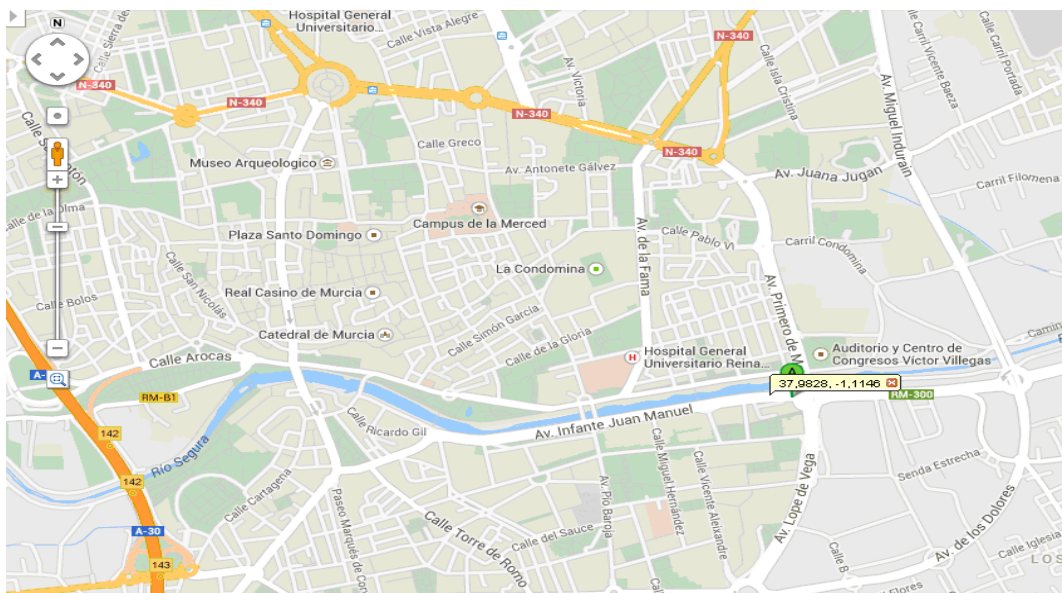 Hospital General
Universitario...
N
Calle Vista Alegre
N-340
Calle Isla Cristina
Calle Carril Vicente Baeza
Calle Carril Portada
Av. Victoria
Av. Miguel Indurain
N-340
N-340
N-340
Calle Greco
Museo Arqueologico
Av. Antonete Gálvez
N-340
Av. Juana Jugan
Carril Filomena
Campus de la Merced
Plaza Santo Domingo
Av. de la Fama
Calle Pablo VI
Carril Condomina
La Condomina
Calle San Nicolás
Real Casino de Murcia
Calle Bolos
Av. Primero de M
Catedral de Murcia
Calle Simón García
Calle de la Gloria
Calle Arocas
Hospital General
Universitario Reina...
Auditorio y Centro de
Congresos Víctor Villegas
A
37,9828, -1,1146
RM-300
RM-B1
Calle Ricardo Gil
Av. Infante Juan Manuel
142
Río Segura
142
Calle Cartagena
Calle Miguel Hernández
Calle Vicente Aleixandre
Av. Pío Baroja
Av. Lope de Vega
Senda Estrecha
Paseo Marqués de Cor
Calle Torre de Romo
Calle del Sauce
A-30
143
Av. de los Dolores
Calle Iglesia
Calle B
LOS
Flores